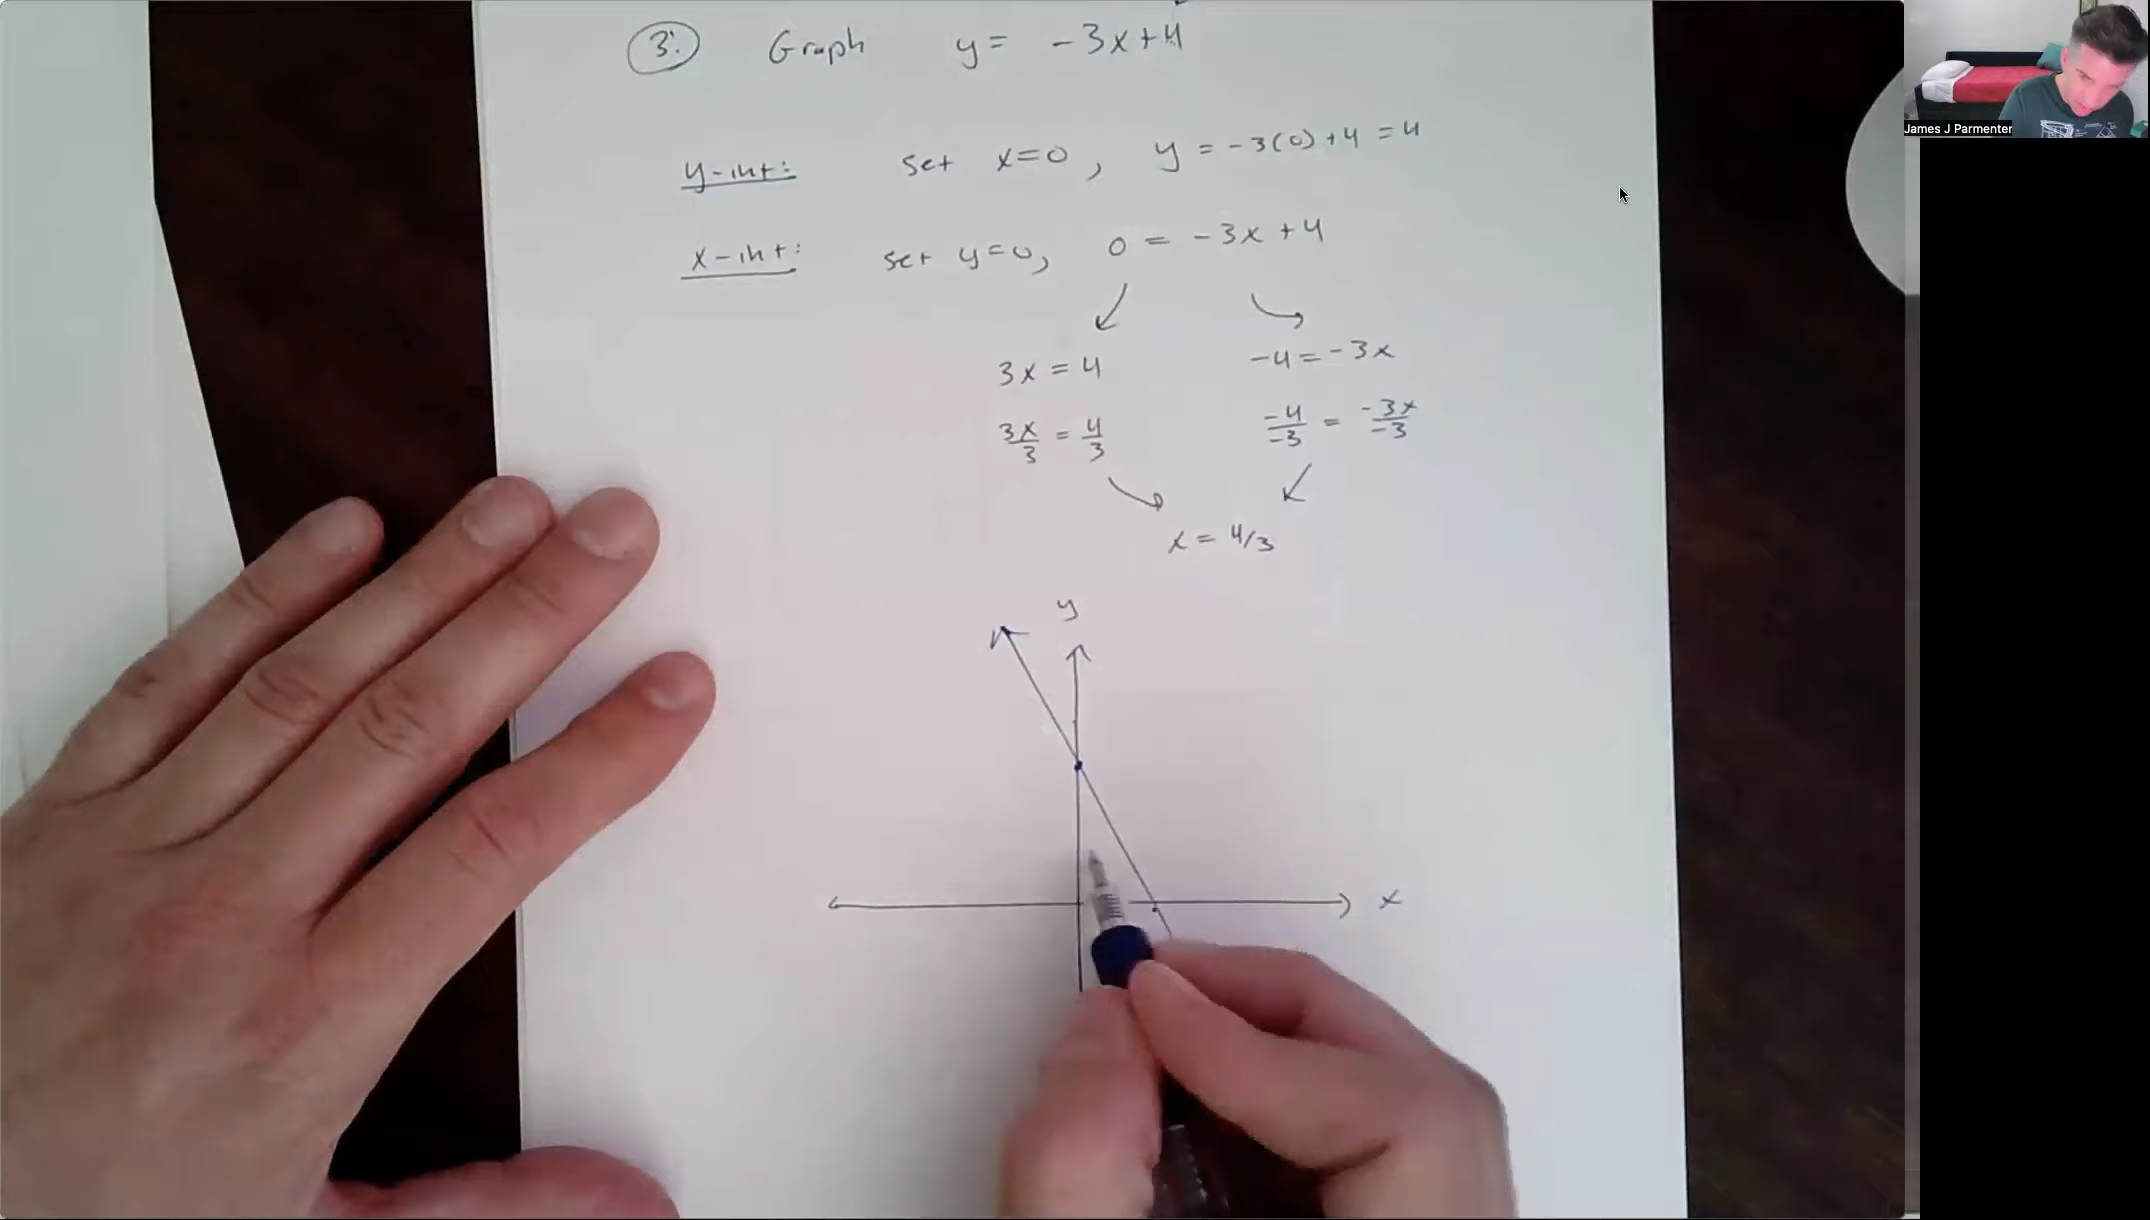 3. Graph y = -3x+4
James J Parmenter
y-int: set x=0, y = -3(0)+4 = 4
x-int: set y=0, 0 = -3x+4
3x = 4 -4=-3x
3x/3 = 4/3 -4/-3 = -3x/-3
x = 4/3
y
x